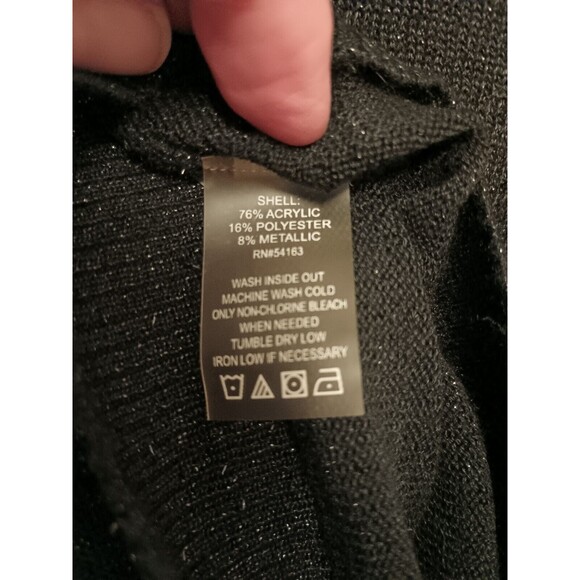 SHELL:
76% ACRYLIC
16% POLYESTER
8% METALLIC
RN#54163
WASH INSIDE OUT
MACHINE WASH COLD
ONLY NON-CHLORINE BLEACH
WHEN NEEDED
TUMBLE DRY LOW
IRON LOW IF NECESSARY